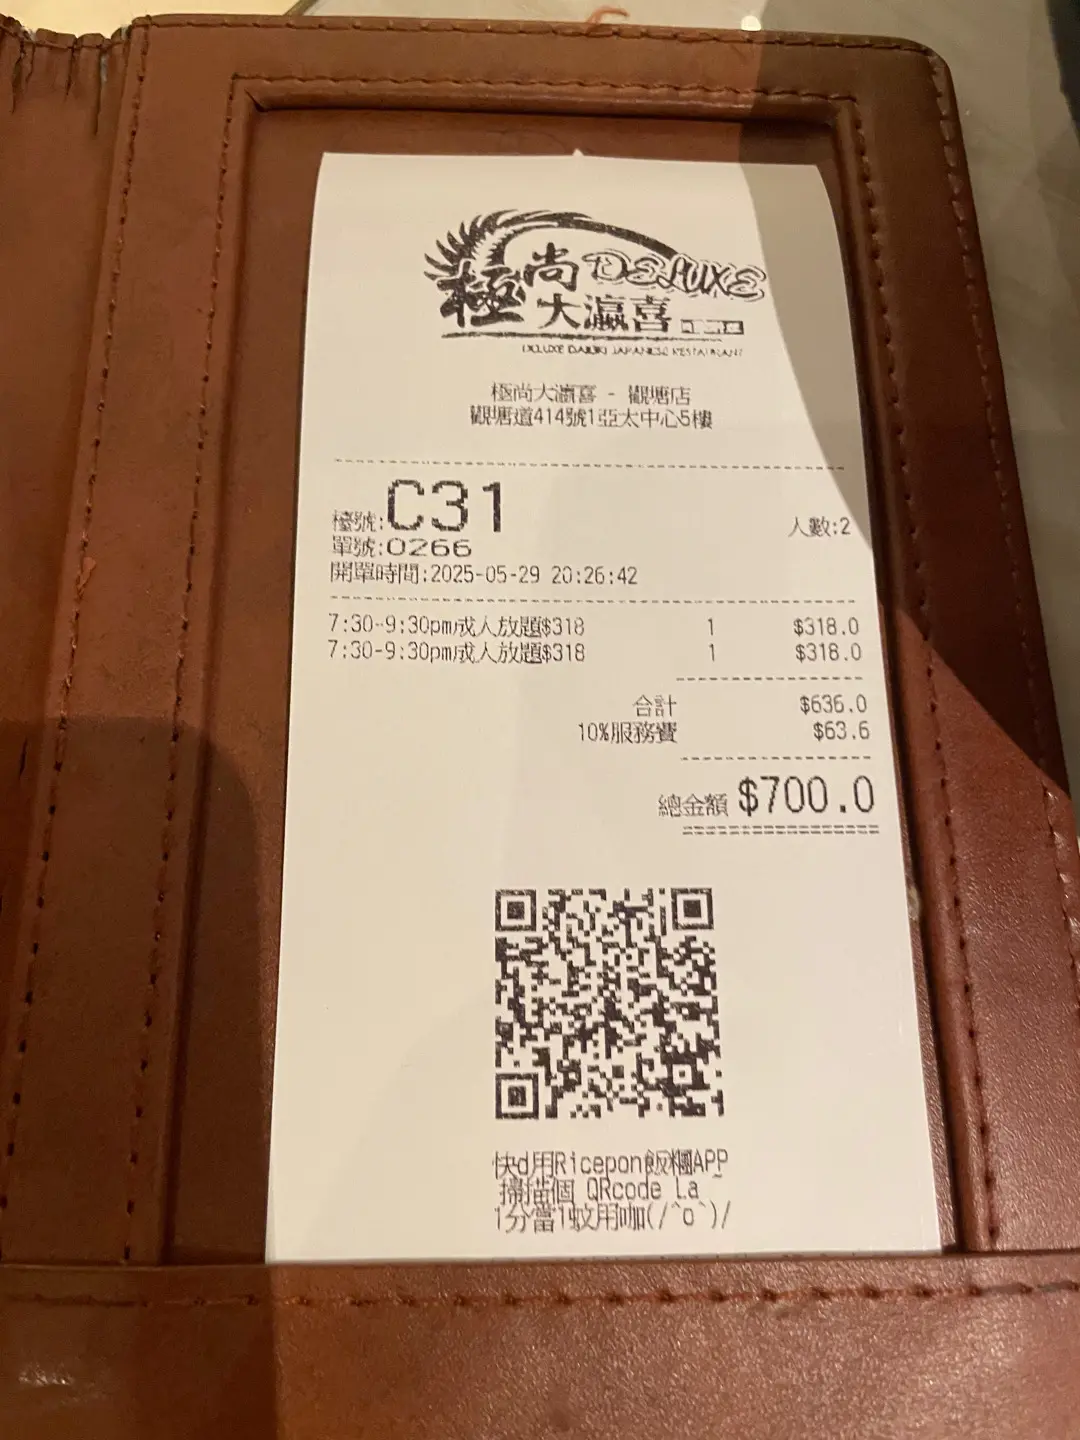 極尚 DELUXE
大瀛喜
DELUXE DAIKI JAPANESE RESTAURANT
極尚大瀛喜 - 觀塘店
觀塘道414號1亞太中心5樓
檯號:C31
人數:2
單號:0266
開單時間:2025-05-29 20:26:42
7:30-9:30pm成人放題$318 1 $318.0
7:30-9:30pm成人放題$318 1 $318.0
合計 $636.0
10%服務費 $63.6
總金額 $700.0
快d用Ricepon飯糰APP
掃描個 QRcode La
1分當1蚊用咖(/^o^)/